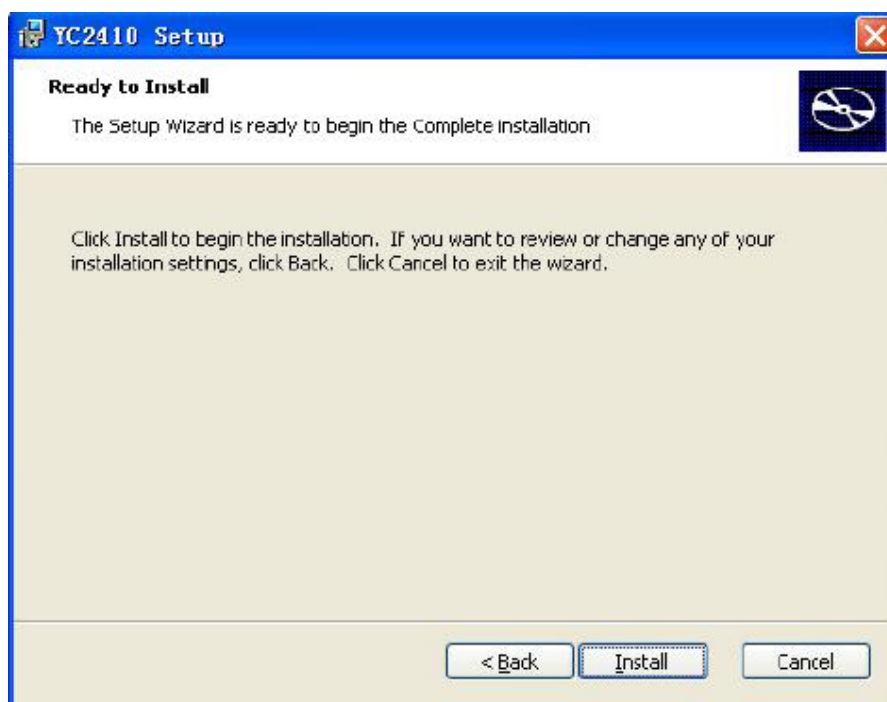 YC2410 Setup
Ready to Install
The Setup Wizard is ready to begin the Complete installation
Click Install to begin the installation. If you want to review or change any of your
installation settings, click Back. Click Cancel to exit the wizard.
< Back Install Cancel